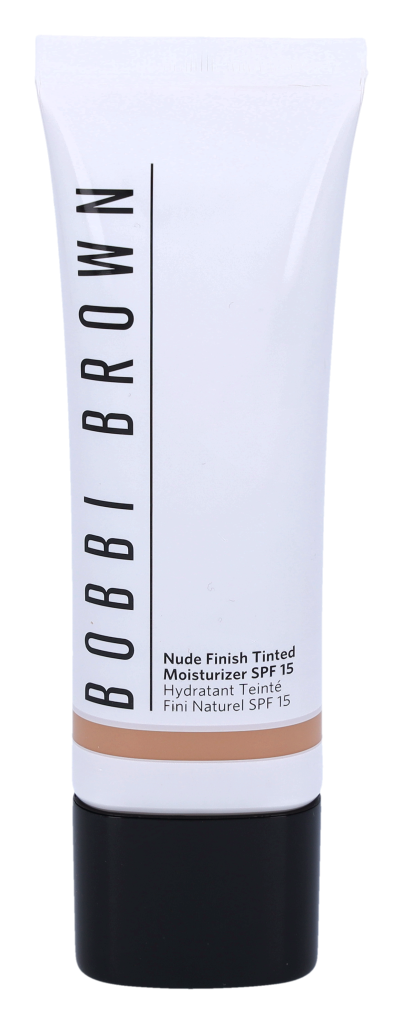 BOBBI BROWN
Nude Finish Tinted
Moisturizer SPF 15
Hydratant Teinté
Fini Naturel SPF 15